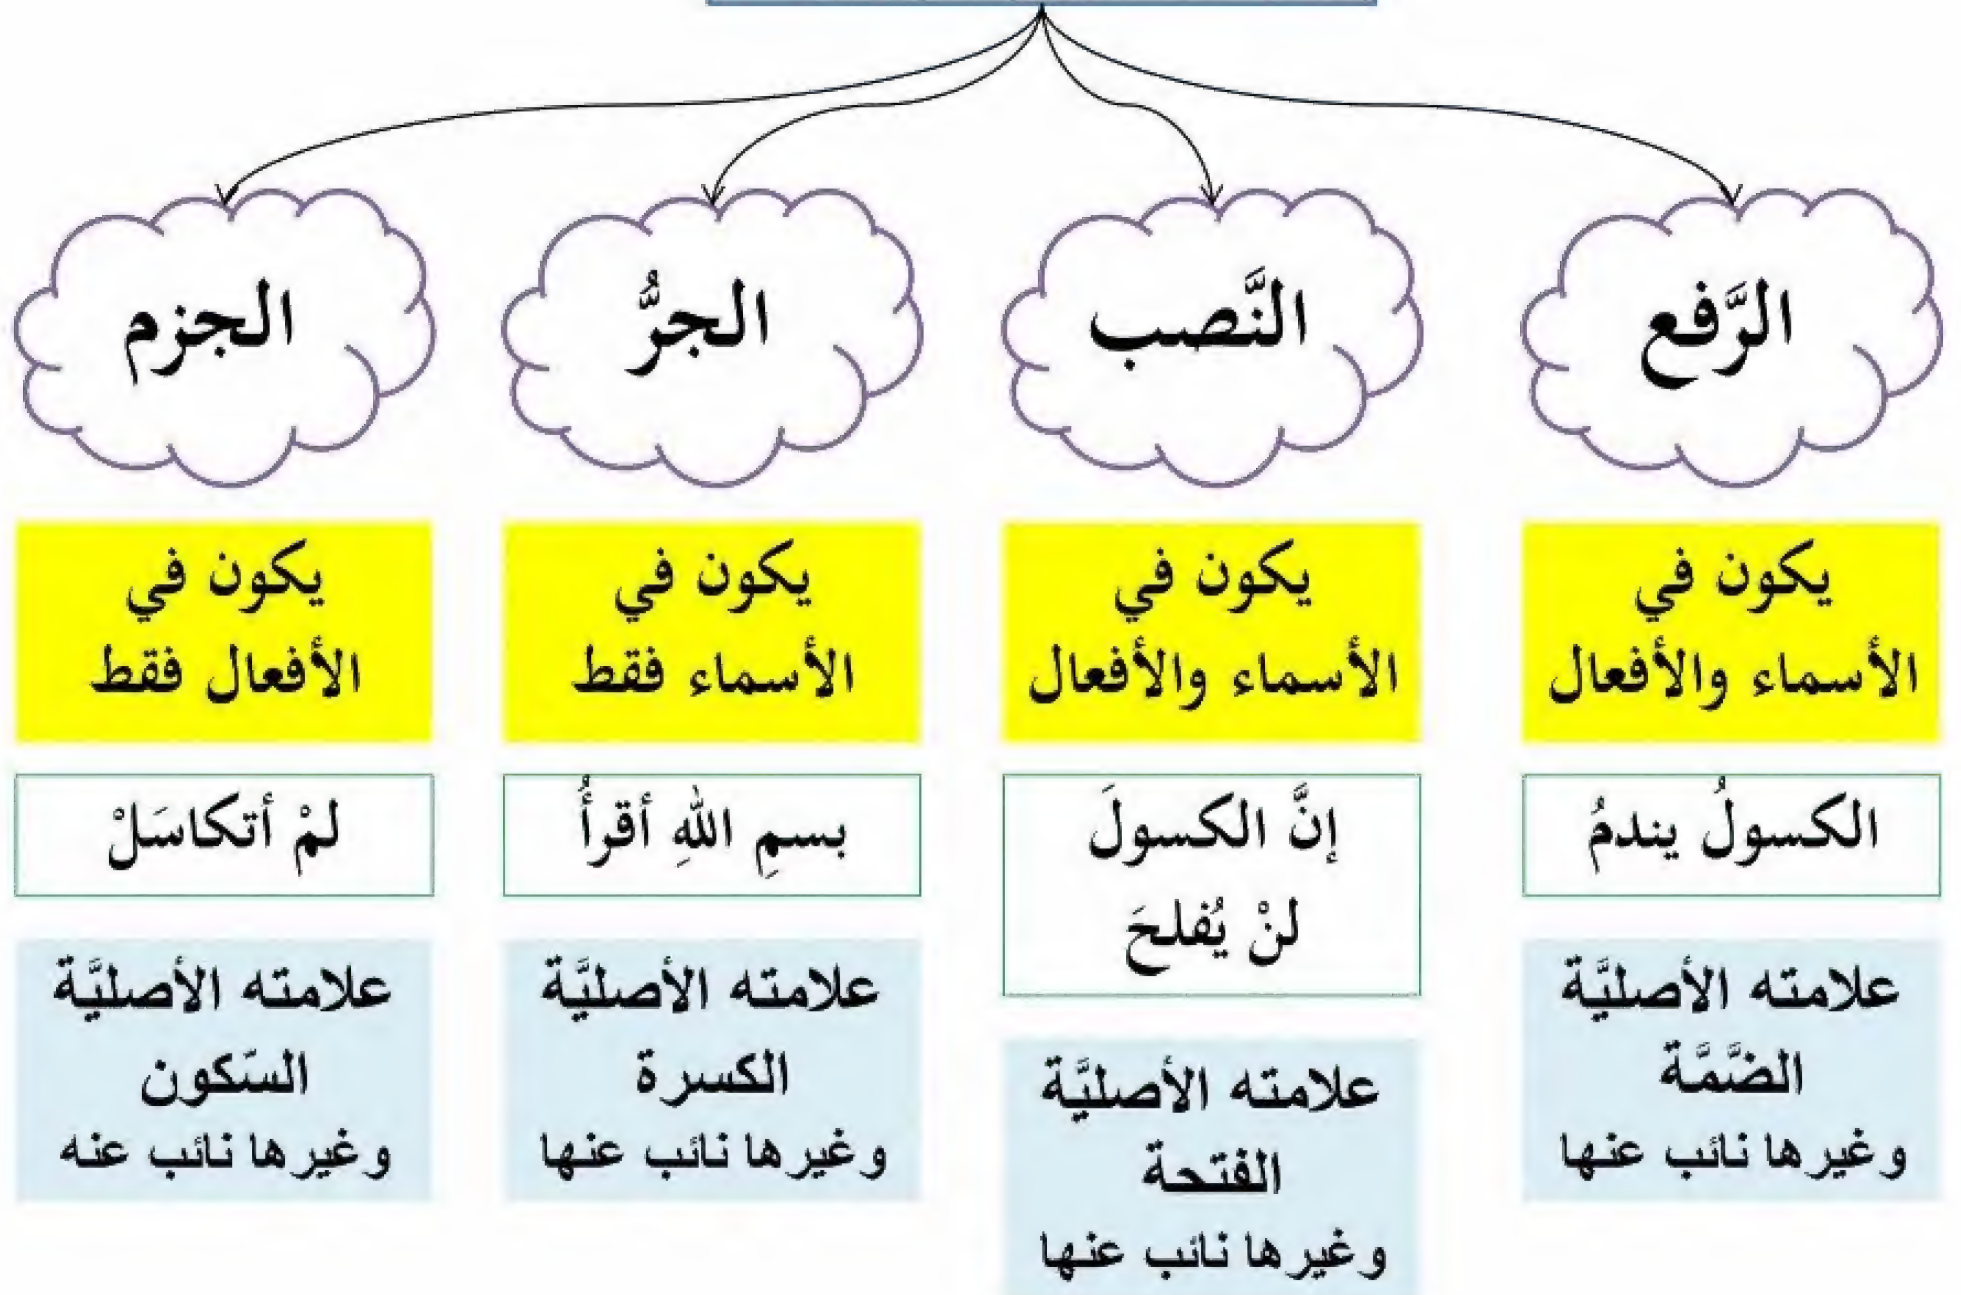 الرَّفع
يكون في
الأسماء والأفعال
الكسولُ يندمُ
علامته الأصليَّة
الضَّمَّة
وغيرها نائب عنها
النَّصب
يكون في
الأسماء والأفعال
إنَّ الكسولَ
لنْ يُفلحَ
علامته الأصليَّة
الفتحة
وغيرها نائب عنها
الجرُّ
يكون في
الأسماء فقط
بسمِ اللهِ أقرأُ
علامته الأصليَّة
الكسرة
وغيرها نائب عنها
الجزم
يكون في
الأفعال فقط
لمْ أتكاسَلْ
علامته الأصليَّة
السّكون
وغيرها نائب عنه